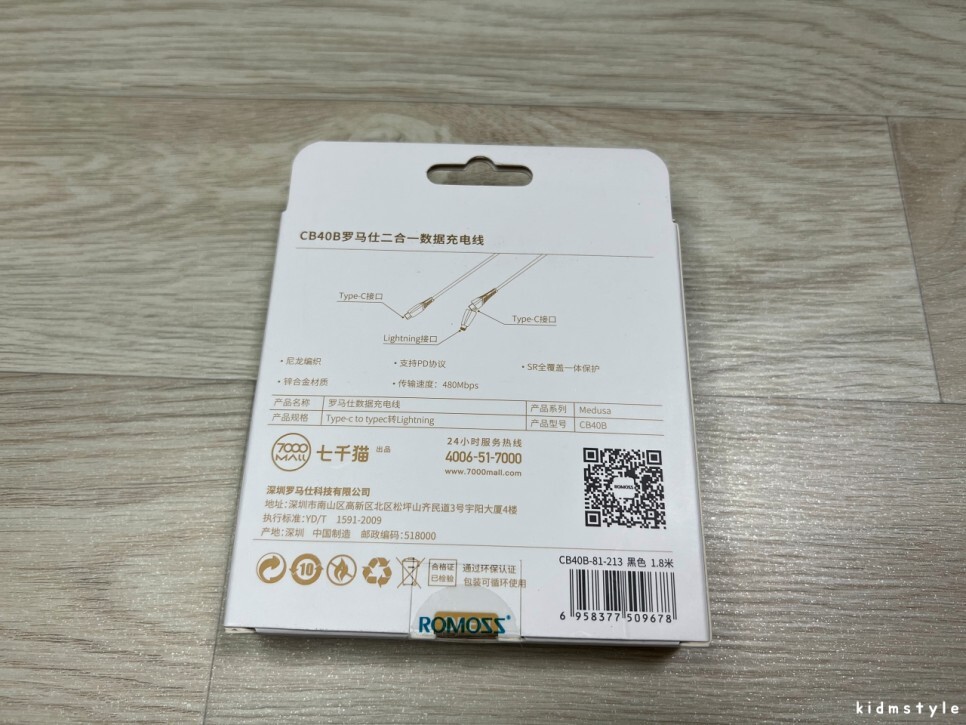 CB40B罗马仕二合一数据充电线
Type-C接口
Type-C接口
Lightning接口
·尼龙编织
·支持PD协议
·SR全覆盖一体保护
·锌合金材质
·传输速度：480Mbps
产品名称 罗马仕数据充电线 产品系列 Medusa
产品规格 Type-c to typec转Lightning 产品型号 CB40B
7000 MALL 七千猫 出品
24小时服务热线
4006-51-7000
www.7000mall.com
ROMOSS
深圳罗马仕科技有限公司
地址：深圳市南山区高新区北区松坪山齐民道3号宇阳大厦4楼
执行标准：YD/T 1591-2009
产地：深圳 中国制造 邮政编码：518000
10
合格证
已检验
通过环保认证
包装可循环使用
CB40B-81-213 黑色 1.8米
6 958377 509678
ROMOSS®
kidmstyle